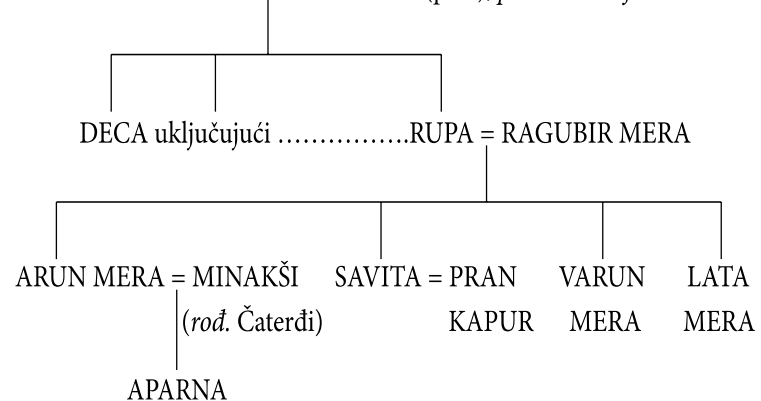 DECA uključujući ................RUPA = RAGUBIR MERA
ARUN MERA = MINAKŠI SAVITA = PRAN VARUN LATA
(rođ. Čaterđi) KAPUR MERA MERA
APARNA